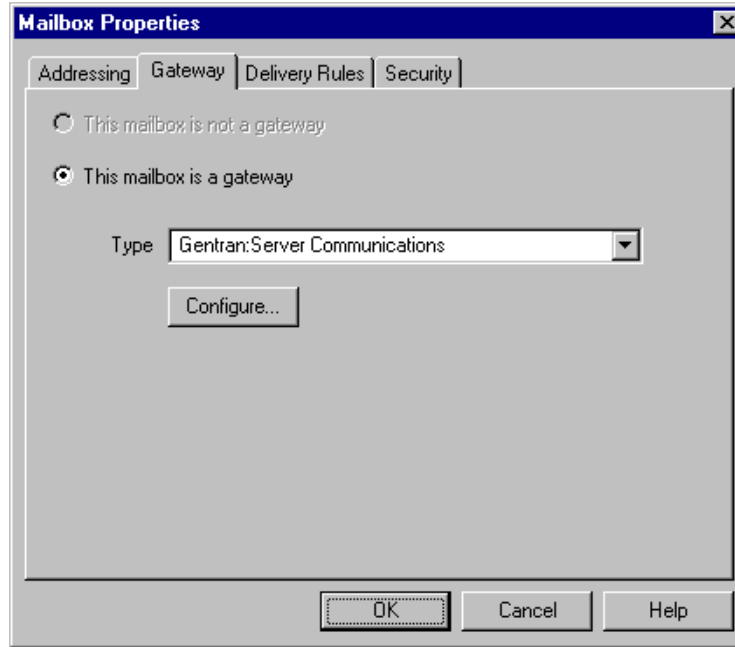 Mailbox Properties
Addressing Gateway Delivery Rules Security
This mailbox is not a gateway
This mailbox is a gateway
Type Gentran:Server Communications
Configure...
OK Cancel Help